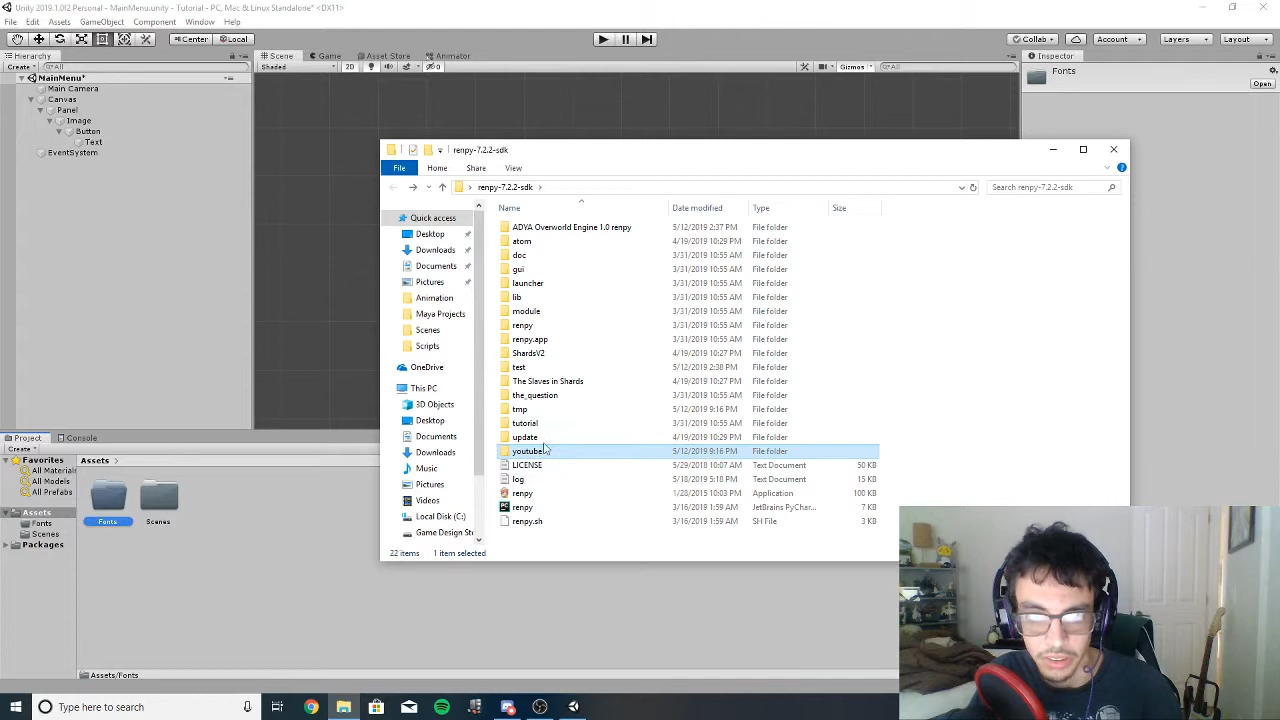 Unity 2019.1.0f2 Personal - MainMenu.unity - Tutorial - PC, Mac & Linux Standalone* <DX11>
File Edit Assets GameObject Component Window Help
Center Local Collab Account Layers Layout
Hierarchy Scene Game Asset Store Animator Inspector
Create All Shaded 2D 0 Gizmos All Fonts
MainMenu* Open
Main Camera
Canvas
Panel
Image
Button
Text
EventSystem
renpy-7.2.2-sdk
File Home Share View
renpy-7.2.2-sdk Search renpy-7.2.2-sdk
Name Date modified Type Size
Quick access
Desktop
Downloads
Documents
Pictures
Animation
Maya Projects
Scenes
Scripts
OneDrive
This PC
3D Objects
Desktop
Documents
Downloads
Music
Pictures
Videos
Local Disk (C:)
Game Design Sto
ADYA Overworld Engine 1.0 renpy 5/12/2019 2:37 PM File folder
atom 4/19/2019 10:29 PM File folder
doc 3/31/2019 10:55 AM File folder
gui 3/31/2019 10:55 AM File folder
launcher 3/31/2019 10:55 AM File folder
lib 3/31/2019 10:55 AM File folder
module 3/31/2019 10:55 AM File folder
renpy 3/31/2019 10:55 AM File folder
renpy.app 3/31/2019 10:55 AM File folder
ShardsV2 4/19/2019 10:27 PM File folder
test 5/12/2019 2:38 PM File folder
The Slaves in Shards 4/19/2019 10:27 PM File folder
the_question 3/31/2019 10:55 AM File folder
tmp 5/12/2019 9:16 PM File folder
tutorial 3/31/2019 10:55 AM File folder
update 4/19/2019 10:29 PM File folder
youtube 5/12/2019 9:16 PM File folder
LICENSE 5/29/2018 10:07 AM Text Document 50 KB
log 5/18/2019 5:18 PM Text Document 15 KB
renpy 1/28/2015 10:03 PM Application 100 KB
renpy 3/16/2019 1:59 AM JetBrains PyChar... 7 KB
renpy.sh 3/16/2019 1:59 AM SH File 3 KB
22 items 1 item selected
Project Console
Create
Favorites
All Material
All Models
All Prefabs
Assets
Fonts
Scenes
Packages
Assets
Fonts Scenes
Assets/Fonts
Type here to search